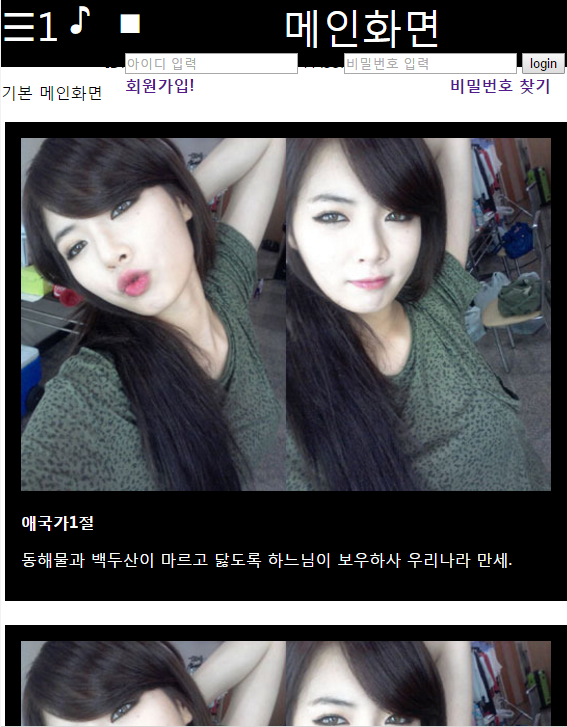 ☰1 ♪ ■ 메인화면
아이디 입력 비밀번호 입력 login
기본 메인화면 회원가입! 비밀번호 찾기
애국가1절
동해물과 백두산이 마르고 닳도록 하느님이 보우하사 우리나라 만세.